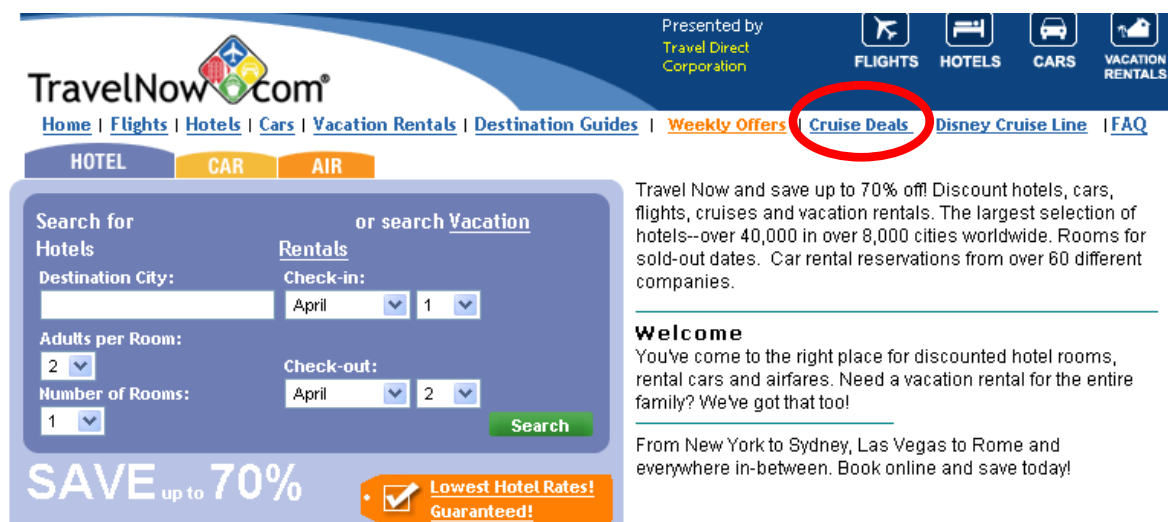 Presented by
Travel Direct
Corporation
FLIGHTS HOTELS CARS VACATION
RENTALS
TravelNow.com®
Home | Flights | Hotels | Cars | Vacation Rentals | Destination Guides | Weekly Offers | Cruise Deals Disney Cruise Line | FAQ
HOTEL CAR AIR
Search for or search Vacation
Hotels Rentals
Destination City: Check-in:
April 1
Adults per Room:
2
Check-out:
Number of Rooms:
April 2
1
Search
SAVE up to 70%
Lowest Hotel Rates!
Guaranteed!
Travel Now and save up to 70% off! Discount hotels, cars,
flights, cruises and vacation rentals. The largest selection of
hotels--over 40,000 in over 8,000 cities worldwide. Rooms for
sold-out dates. Car rental reservations from over 60 different
companies.
Welcome
You've come to the right place for discounted hotel rooms,
rental cars and airfares. Need a vacation rental for the entire
family? We've got that too!
From New York to Sydney, Las Vegas to Rome and
everywhere in-between. Book online and save today!